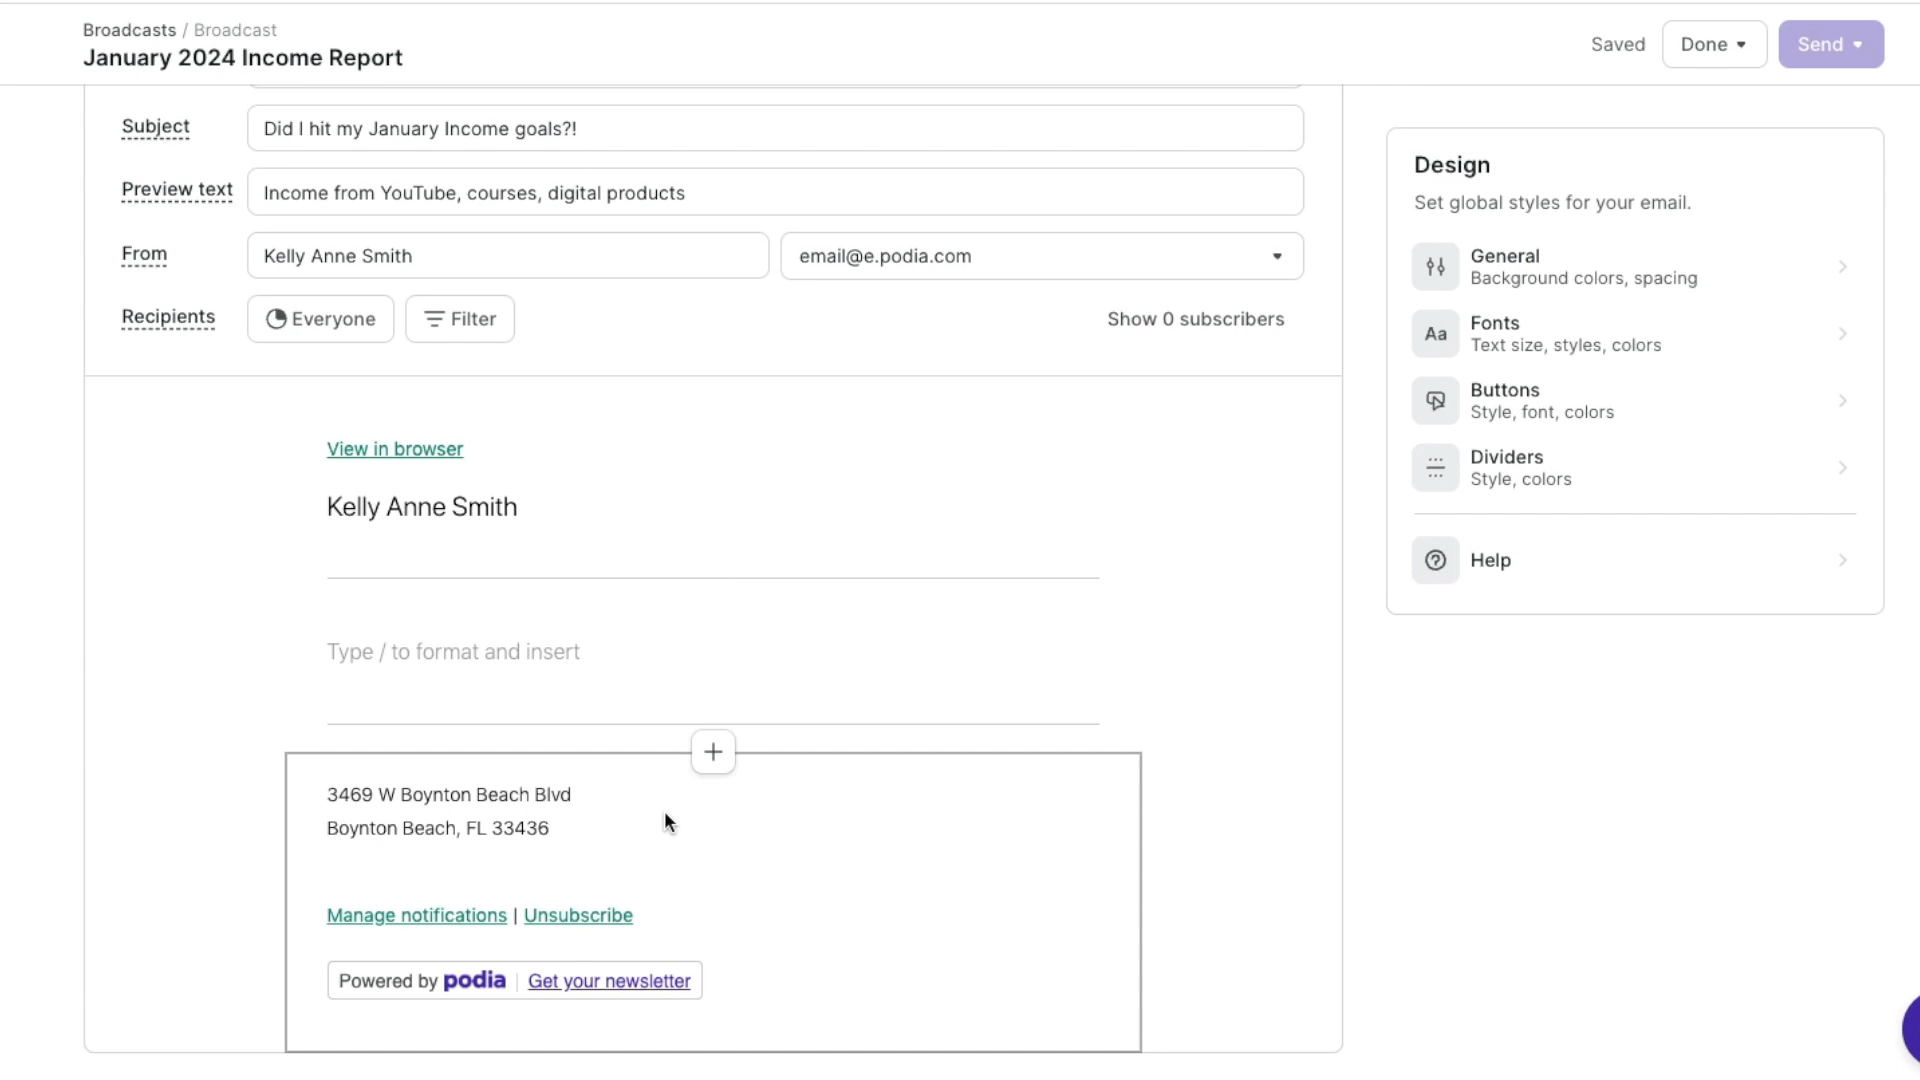 Broadcasts / Broadcast
January 2024 Income Report
Saved
Done
Send
Subject
Did I hit my January Income goals?!
Preview text
Income from YouTube, courses, digital products
From
Kelly Anne Smith
email@e.podia.com
Recipients
Everyone
Filter
Show 0 subscribers
View in browser
Kelly Anne Smith
Type / to format and insert
+
3469 W Boynton Beach Blvd
Boynton Beach, FL 33436
Manage notifications | Unsubscribe
Powered by podia | Get your newsletter
Design
Set global styles for your email.
General
Background colors, spacing
Aa
Fonts
Text size, styles, colors
Buttons
Style, font, colors
Dividers
Style, colors
Help